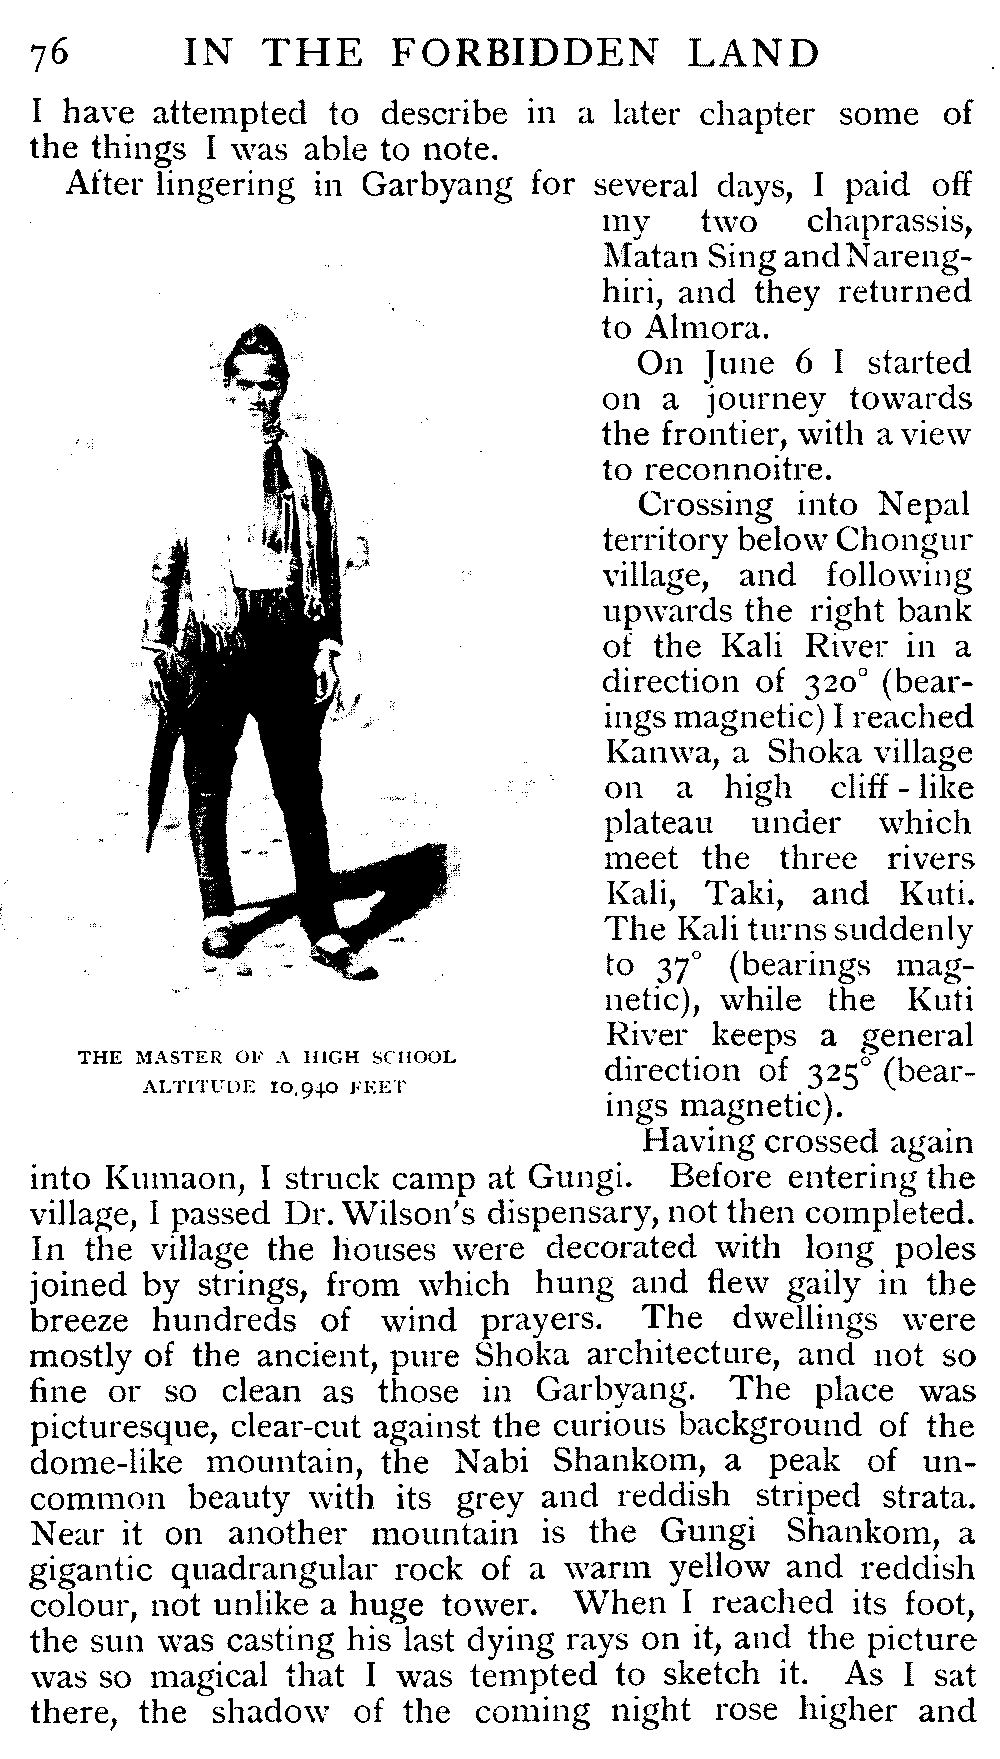 76 IN THE FORBIDDEN LAND
I have attempted to describe in a later chapter some of
the things I was able to note.
After lingering in Garbyang for several days, I paid off
my two chaprassis,
Matan Sing and Nareng-
hiri, and they returned
to Almora.
On June 6 I started
on a journey towards
the frontier, with a view
to reconnoitre.
Crossing into Nepal
territory below Chongur
village, and following
upwards the right bank
of the Kali River in a
direction of 320° (bear-
ings magnetic) I reached
Kanwa, a Shoka village
on a high cliff-like
plateau under which
meet the three rivers
Kali, Taki, and Kuti.
The Kali turns suddenly
to 37° (bearings mag-
netic), while the Kuti
River keeps a general
direction of 325° (bear-
ings magnetic).
THE MASTER OF A HIGH SCHOOL
ALTITUDE 10,940 FEET
Having crossed again
into Kumaon, I struck camp at Gungi. Before entering the
village, I passed Dr. Wilson's dispensary, not then completed.
In the village the houses were decorated with long poles
joined by strings, from which hung and flew gaily in the
breeze hundreds of wind prayers. The dwellings were
mostly of the ancient, pure Shoka architecture, and not so
fine or so clean as those in Garbyang. The place was
picturesque, clear-cut against the curious background of the
dome-like mountain, the Nabi Shankom, a peak of un-
common beauty with its grey and reddish striped strata.
Near it on another mountain is the Gungi Shankom, a
gigantic quadrangular rock of a warm yellow and reddish
colour, not unlike a huge tower. When I reached its foot,
the sun was casting his last dying rays on it, and the picture
was so magical that I was tempted to sketch it. As I sat
there, the shadow of the coming night rose higher and